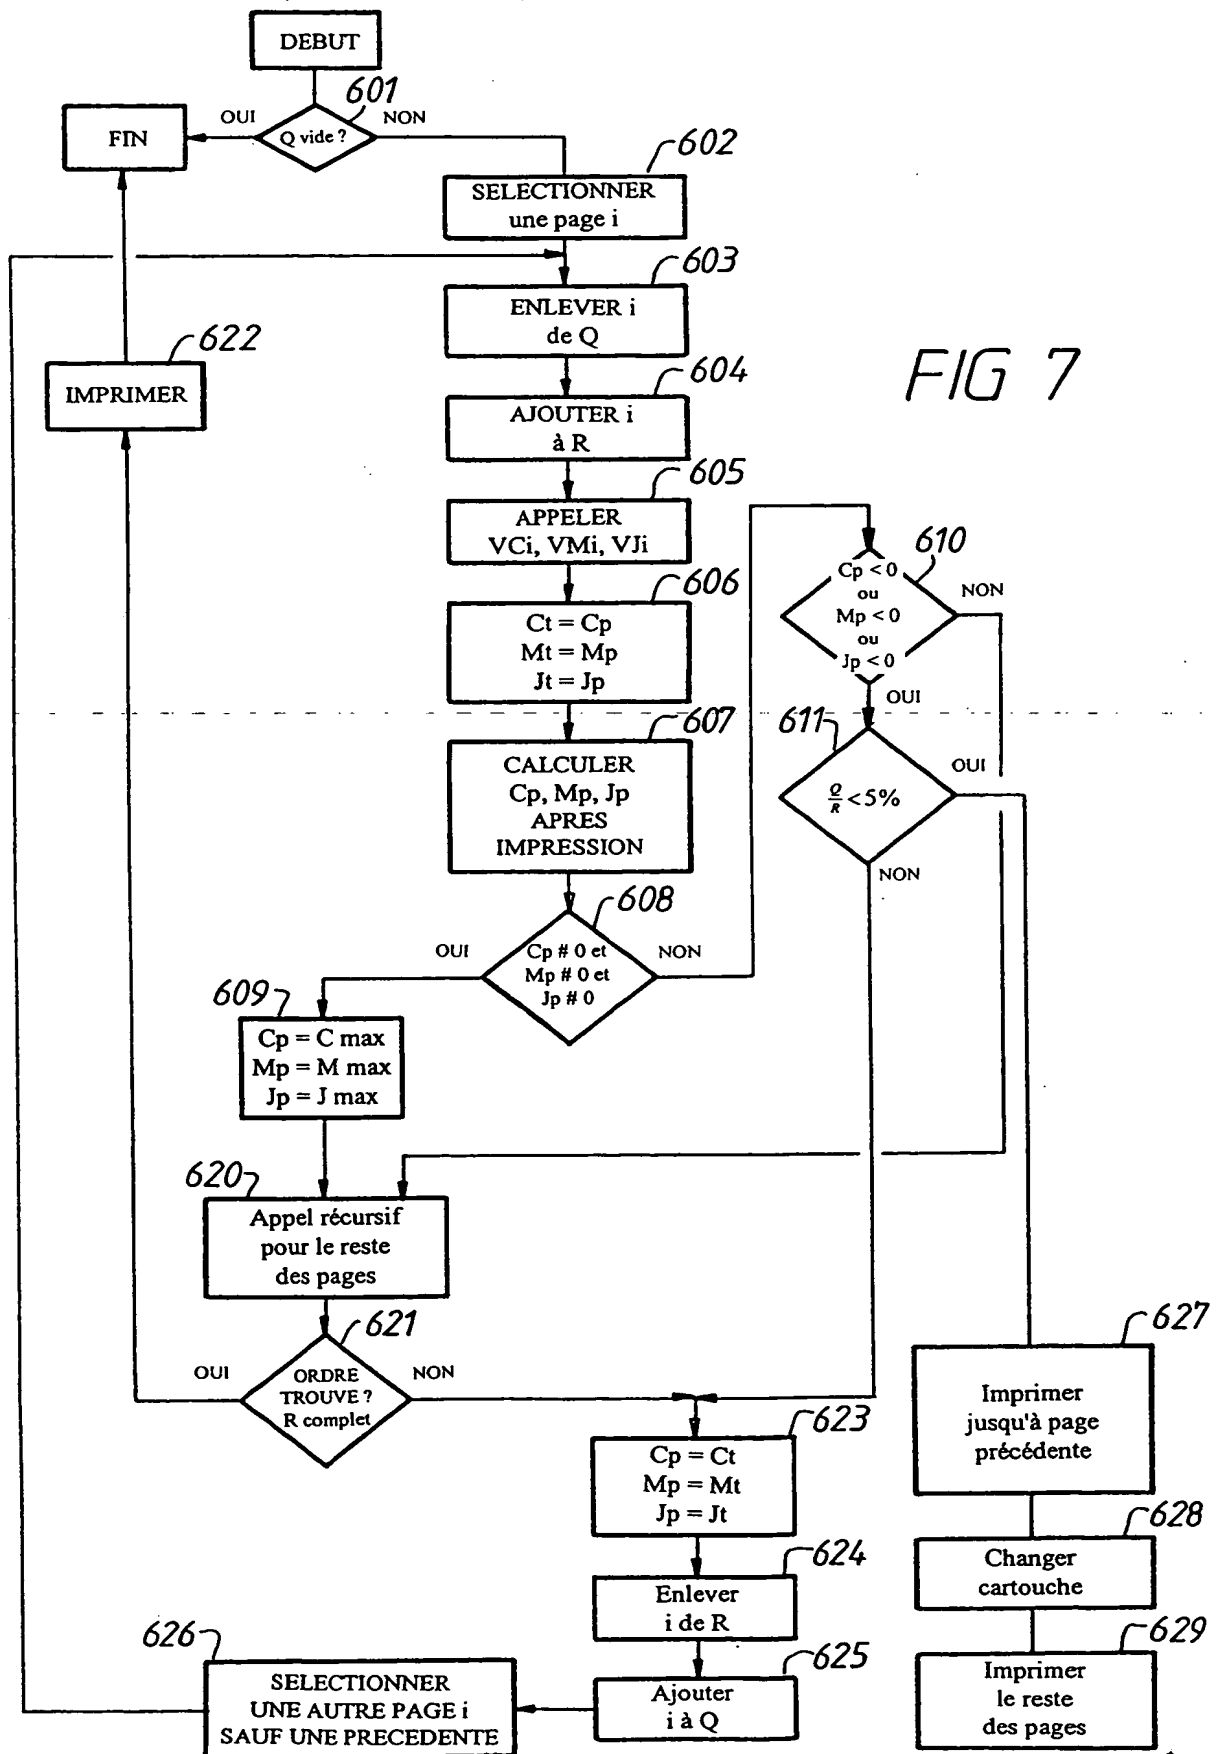 DEBUT
601
OUI
NON
FIN
Q vide ?
602
SELECTIONNER
une page i
603
ENLEVER i
de Q
622
IMPRIMER
FIG 7
604
AJOUTER i
à R
605
APPELER
VCi, VMi, VJi
610
Cp < 0
ou
Mp < 0
ou
Jp < 0
NON
OUI
606
Ct = Cp
Mt = Mp
Jt = Jp
607
CALCULER
Cp, Mp, Jp
APRES
IMPRESSION
611
Q/R < 5%
OUI
NON
608
OUI
NON
Cp # 0 et
Mp # 0 et
Jp # 0
609
Cp = C max
Mp = M max
Jp = J max
620
Appel récursif
pour le reste
des pages
621
OUI
NON
ORDRE
TROUVE ?
R complet
627
Imprimer
jusqu'à page
précédente
623
Cp = Ct
Mp = Mt
Jp = Jt
628
Changer
cartouche
624
Enlever
i de R
629
Imprimer
le reste
des pages
625
Ajouter
i à Q
626
SELECTIONNER
UNE AUTRE PAGE i
SAUF UNE PRECEDENTE